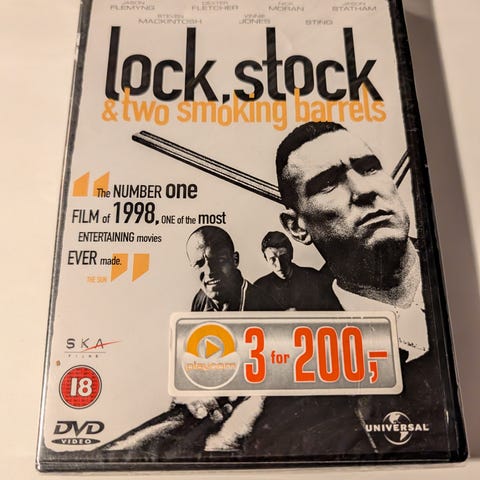 JASON FLEMYNG DEXTER FLETCHER NICK MORAN JASON STATHAM
STEVEN MACKINTOSH VINNIE JONES STING
lock, stock
& two smoking barrels
"The NUMBER one
FILM of 1998, ONE of the most
ENTERTAINING movies
EVER made."
THE SUN
SKA
FILMS
playcom
3 for 200,-
18
DVD
VIDEO
UNIVERSAL